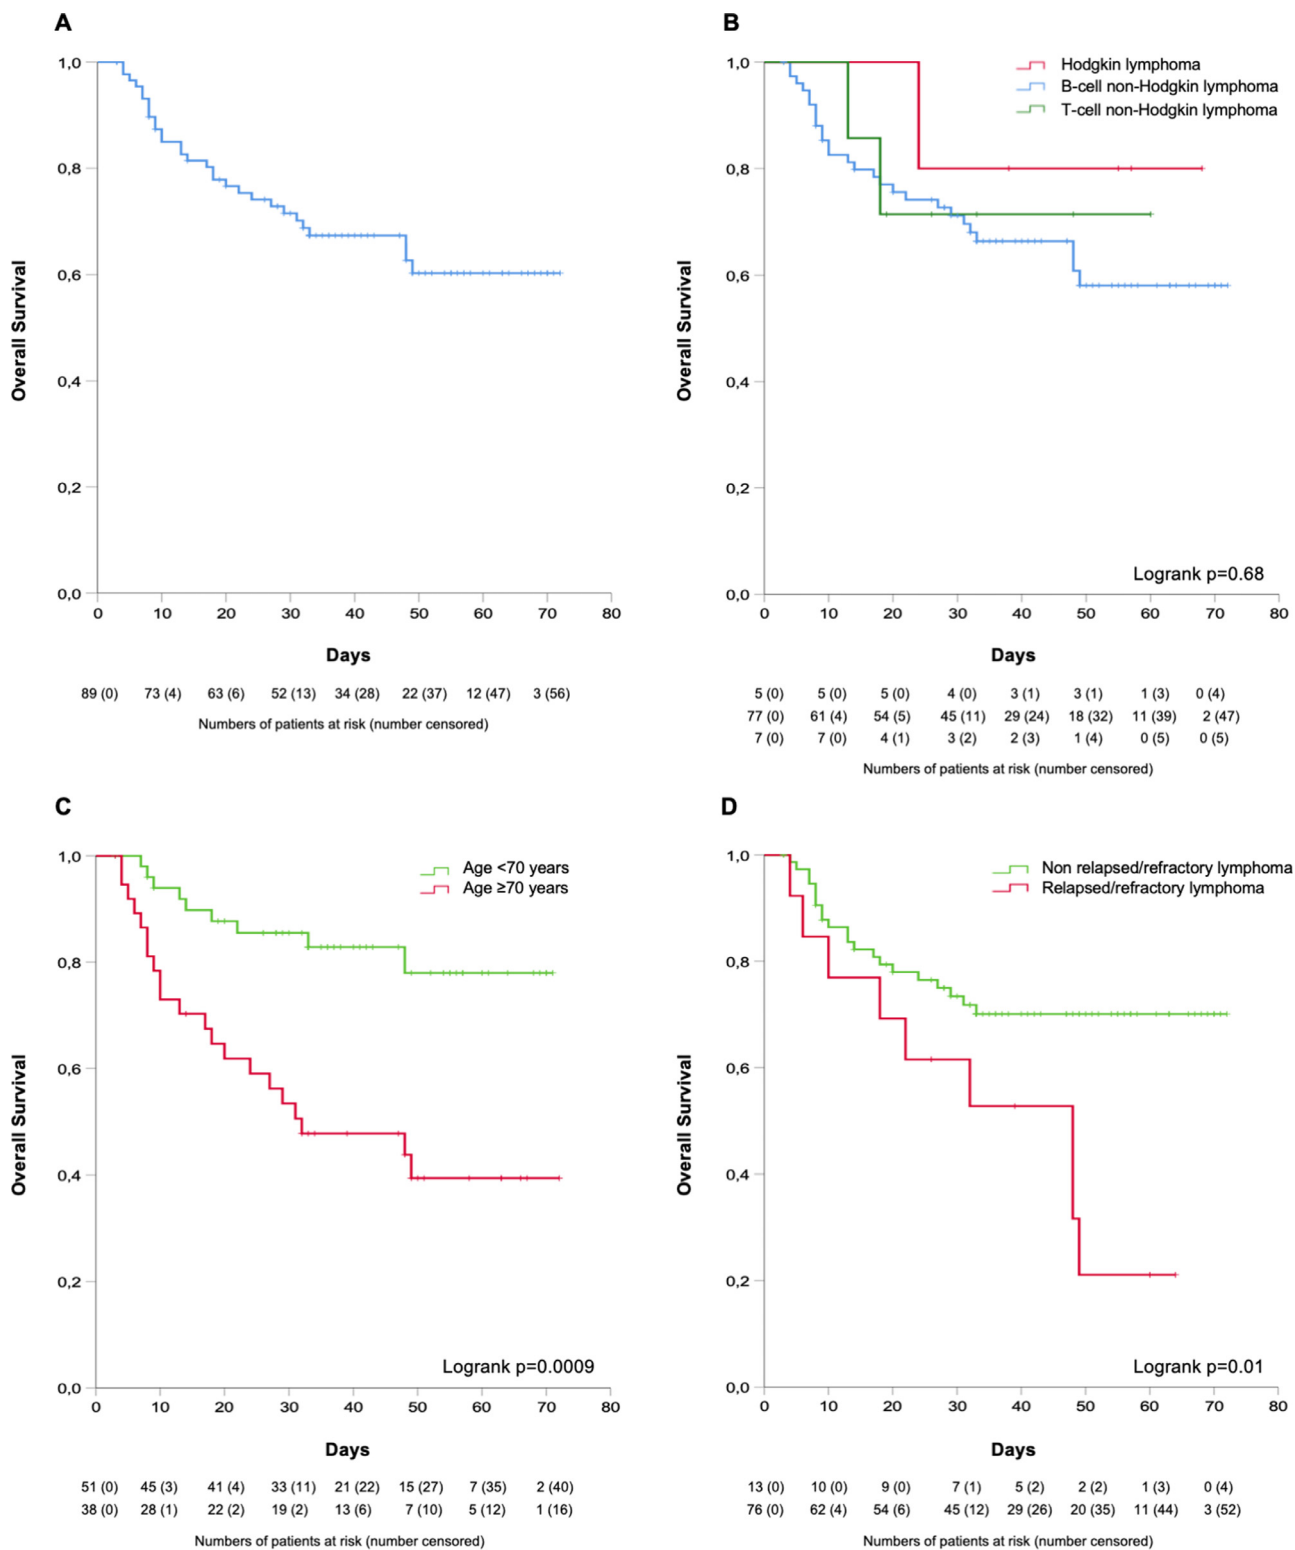 A
Overall Survival
1,0
0,8
0,6
0,4
0,2
0,0
0 10 20 30 40 50 60 70 80
Days
89 (0) 73 (4) 63 (6) 52 (13) 34 (28) 22 (37) 12 (47) 3 (56)
Numbers of patients at risk (number censored)
B
Hodgkin lymphoma
B-cell non-Hodgkin lymphoma
T-cell non-Hodgkin lymphoma
Overall Survival
1,0
0,8
0,6
0,4
0,2
0,0
Logrank p=0.68
0 10 20 30 40 50 60 70 80
Days
5 (0) 5 (0) 5 (0) 4 (0) 3 (1) 3 (1) 1 (3) 0 (4)
77 (0) 61 (4) 54 (5) 45 (11) 29 (24) 18 (32) 11 (39) 2 (47)
7 (0) 7 (0) 4 (1) 3 (2) 2 (3) 1 (4) 0 (5) 0 (5)
Numbers of patients at risk (number censored)
C
Age <70 years
Age ≥70 years
Overall Survival
1,0
0,8
0,6
0,4
0,2
0,0
Logrank p=0.0009
0 10 20 30 40 50 60 70 80
Days
51 (0) 45 (3) 41 (4) 33 (11) 21 (22) 15 (27) 7 (35) 2 (40)
38 (0) 28 (1) 22 (2) 19 (2) 13 (6) 7 (10) 5 (12) 1 (16)
Numbers of patients at risk (number censored)
D
Non relapsed/refractory lymphoma
Relapsed/refractory lymphoma
Overall Survival
1,0
0,8
0,6
0,4
0,2
0,0
Logrank p=0.01
0 10 20 30 40 50 60 70 80
Days
13 (0) 10 (0) 9 (0) 7 (1) 5 (2) 2 (2) 1 (3) 0 (4)
76 (0) 62 (4) 54 (6) 45 (12) 29 (26) 20 (35) 11 (44) 3 (52)
Numbers of patients at risk (number censored)